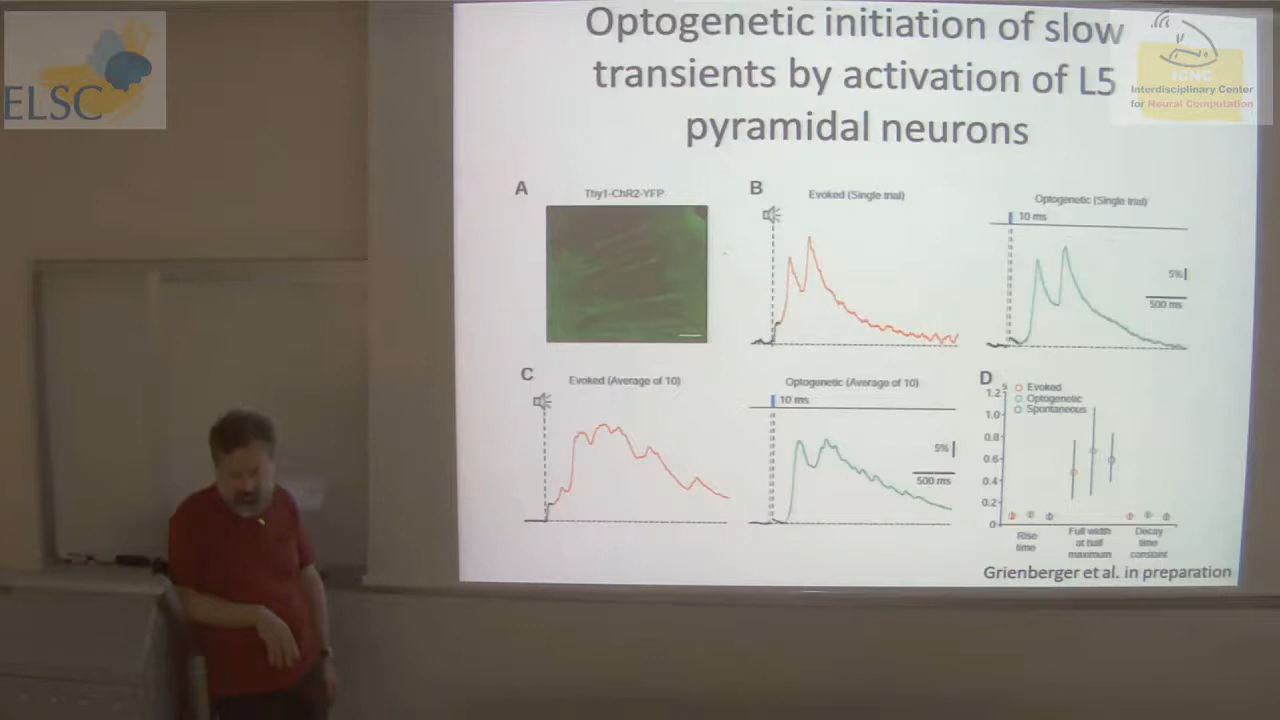 ELSC
Optogenetic initiation of slow
transients by activation of L5
pyramidal neurons
ICNC
Interdisciplinary Center
for Neural Computation
A
Thy1-ChR2-YFP
B
Evoked (Single trial)
Optogenetic (Single trial)
10 ms
5%
500 ms
C
Evoked (Average of 10)
Optogenetic (Average of 10)
10 ms
5%
500 ms
D
s
1.2
1.0
0.8
0.6
0.4
0.2
0
Evoked
Optogenetic
Spontaneous
Rise
time
Full width
at half
maximum
Decay
time
constant
Grienberger et al. in preparation